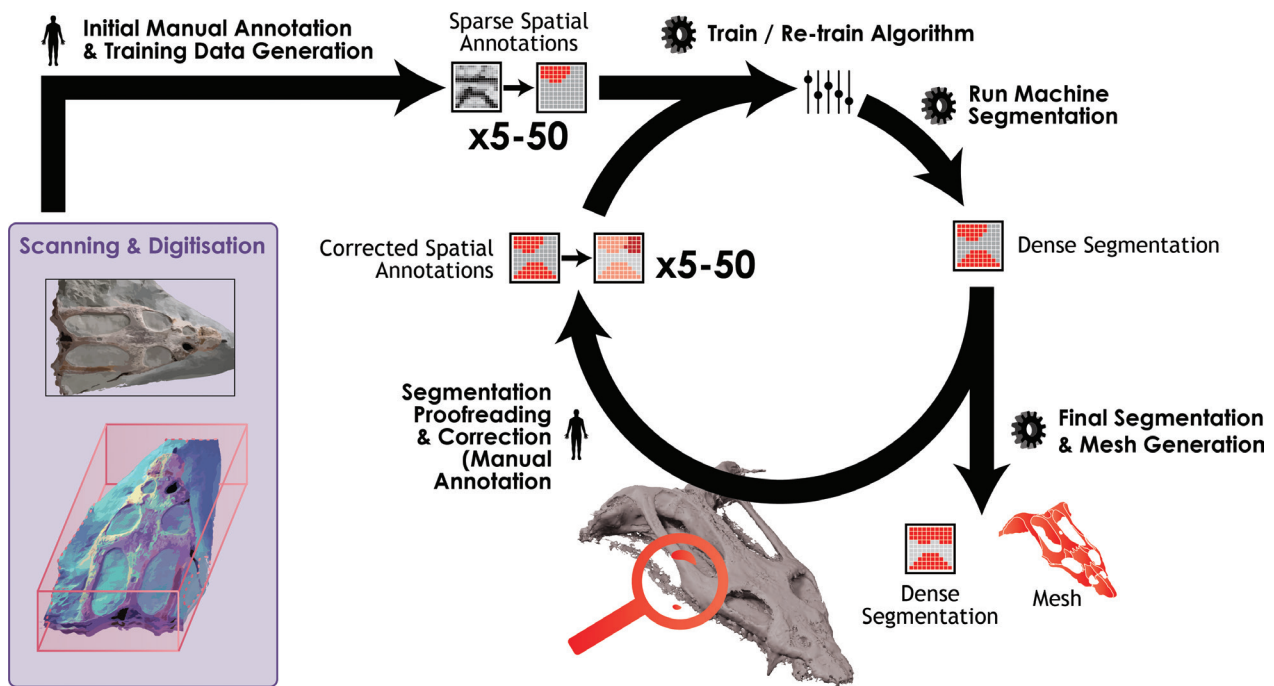 Initial Manual Annotation
& Training Data Generation
Sparse Spatial
Annotations
x5-50
Train / Re-train Algorithm
Run Machine
Segmentation
Scanning & Digitisation
Corrected Spatial
Annotations
x5-50
Dense Segmentation
Segmentation
Proofreading
& Correction
(Manual
Annotation
Final Segmentation
& Mesh Generation
Dense
Segmentation
Mesh